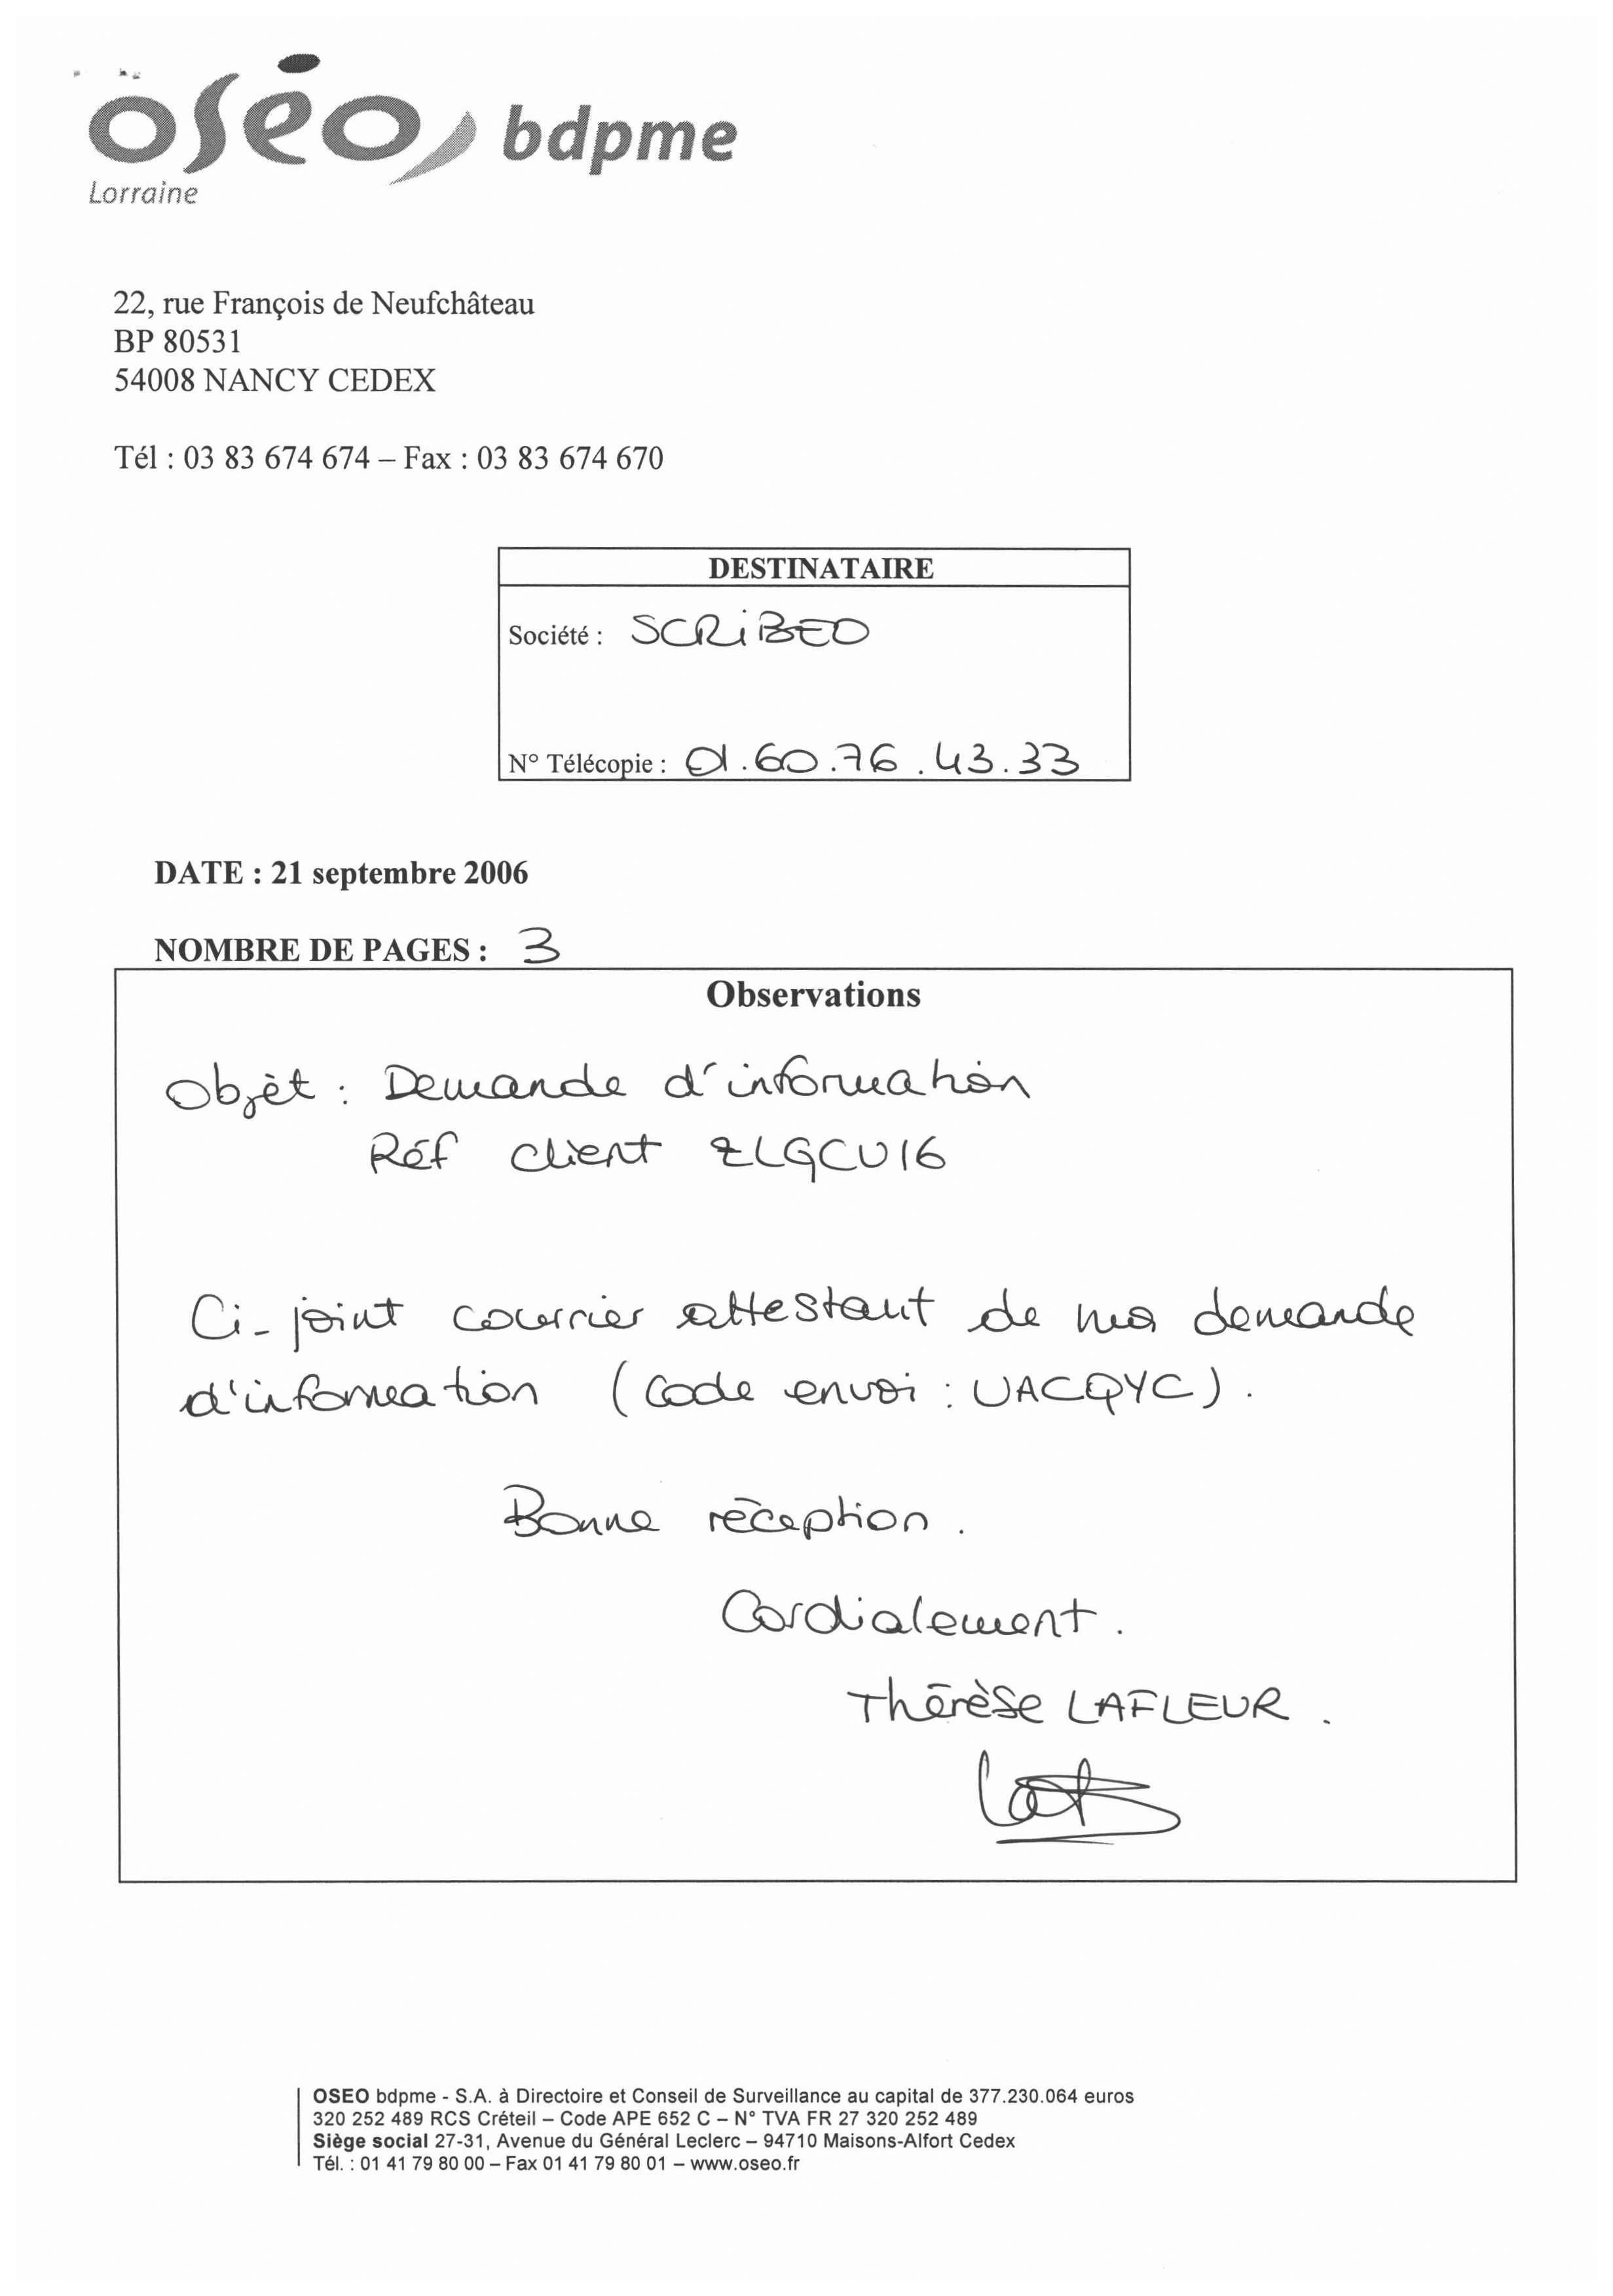 oséo bdpme
Lorraine
22, rue François de Neufchâteau
BP 80531
54008 NANCY CEDEX
Tél : 03 83 674 674 – Fax : 03 83 674 670
DESTINATAIRE
Société : SCRIBEO
N° Télécopie : 01.60.76.43.33
DATE : 21 septembre 2006
NOMBRE DE PAGES : 3
Observations
Objèt : Demande d'information
Réf client ZLGCU16
Ci-joint courrier attestant de ma demande
d'information (Code envoi : UACQYC).
Bonne réception.
Cordialement.
Thérèse LAFLEUR.
OSEO bdpme - S.A. à Directoire et Conseil de Surveillance au capital de 377.230.064 euros
320 252 489 RCS Créteil – Code APE 652 C – N° TVA FR 27 320 252 489
Siège social 27-31, Avenue du Général Leclerc – 94710 Maisons-Alfort Cedex
Tél. : 01 41 79 80 00 – Fax 01 41 79 80 01 – www.oseo.fr